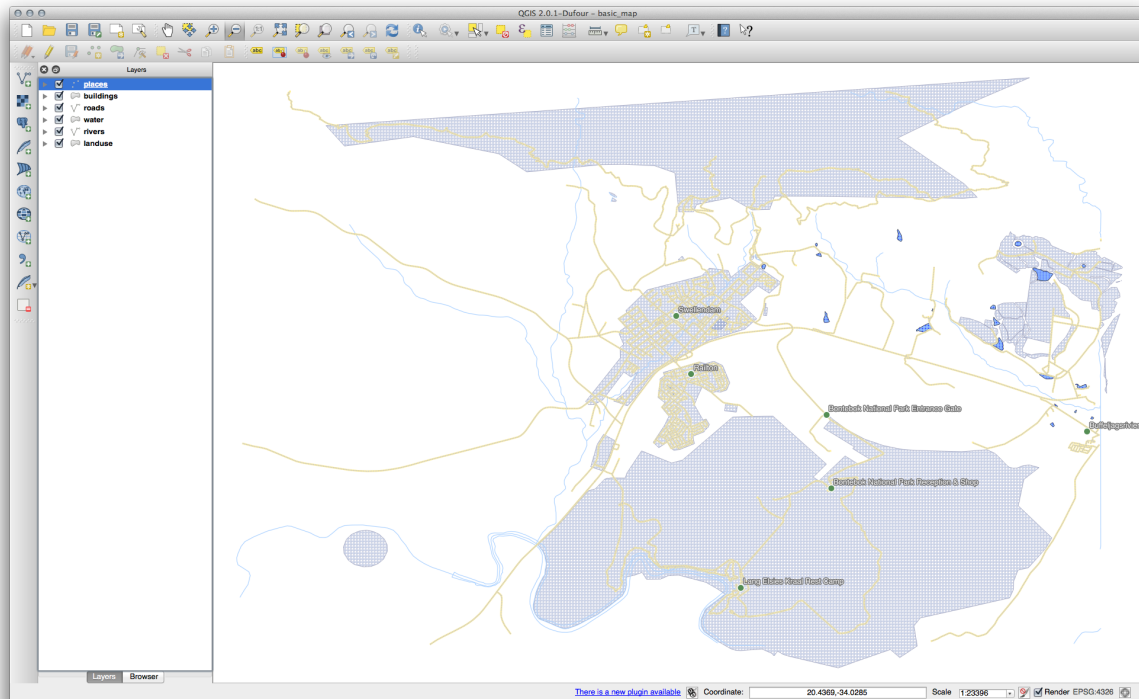 QGIS 2.0.1-Dufour – basic_map
Layers
places
buildings
roads
water
rivers
landuse
Swellendam
Railton
Bontebok National Park Entrance Gate
Buffeljagsrivier
Bontebok National Park Reception & Shop
Lang Elsies Kraal Rest Camp
Layers
Browser
There is a new plugin available
Coordinate:
20.4369,-34.0285
Scale
1:23396
Render
EPSG:4326